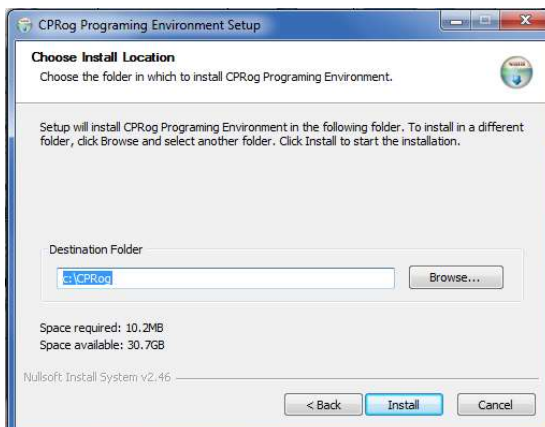 CPRog Programing Environment Setup
Choose Install Location
Choose the folder in which to install CPRog Programing Environment.
Setup will install CPRog Programing Environment in the following folder. To install in a different
folder, click Browse and select another folder. Click Install to start the installation.
Destination Folder
c:\CPRog
Browse...
Space required: 10.2MB
Space available: 30.7GB
Nullsoft Install System v2.46
< Back
Install
Cancel